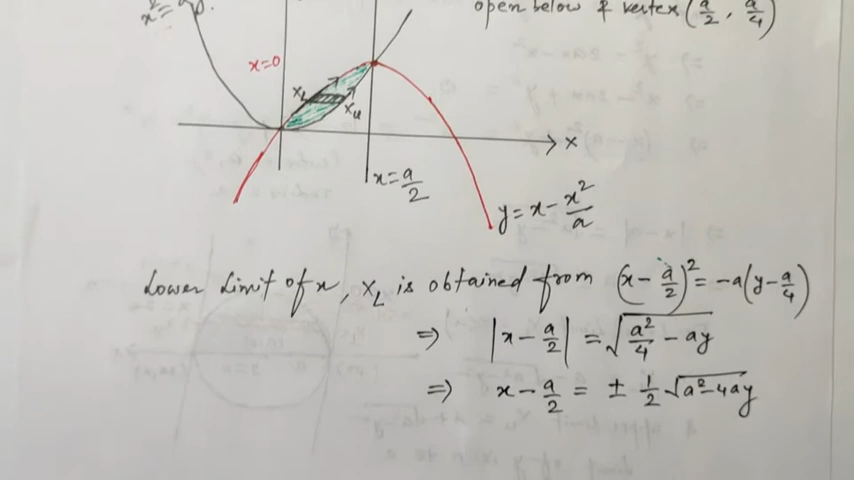 open below & vertex (a/2, a/4)
x=0
X_L
X_u
X
x = a/2
y = x - x²/a
Lower Limit of x, X_L is obtained from (x - a/2)² = -a(y - a/4)
⇒ |x - a/2| = √(a²/4 - ay)
⇒ x - a/2 = ± 1/2 √(a² - 4ay)